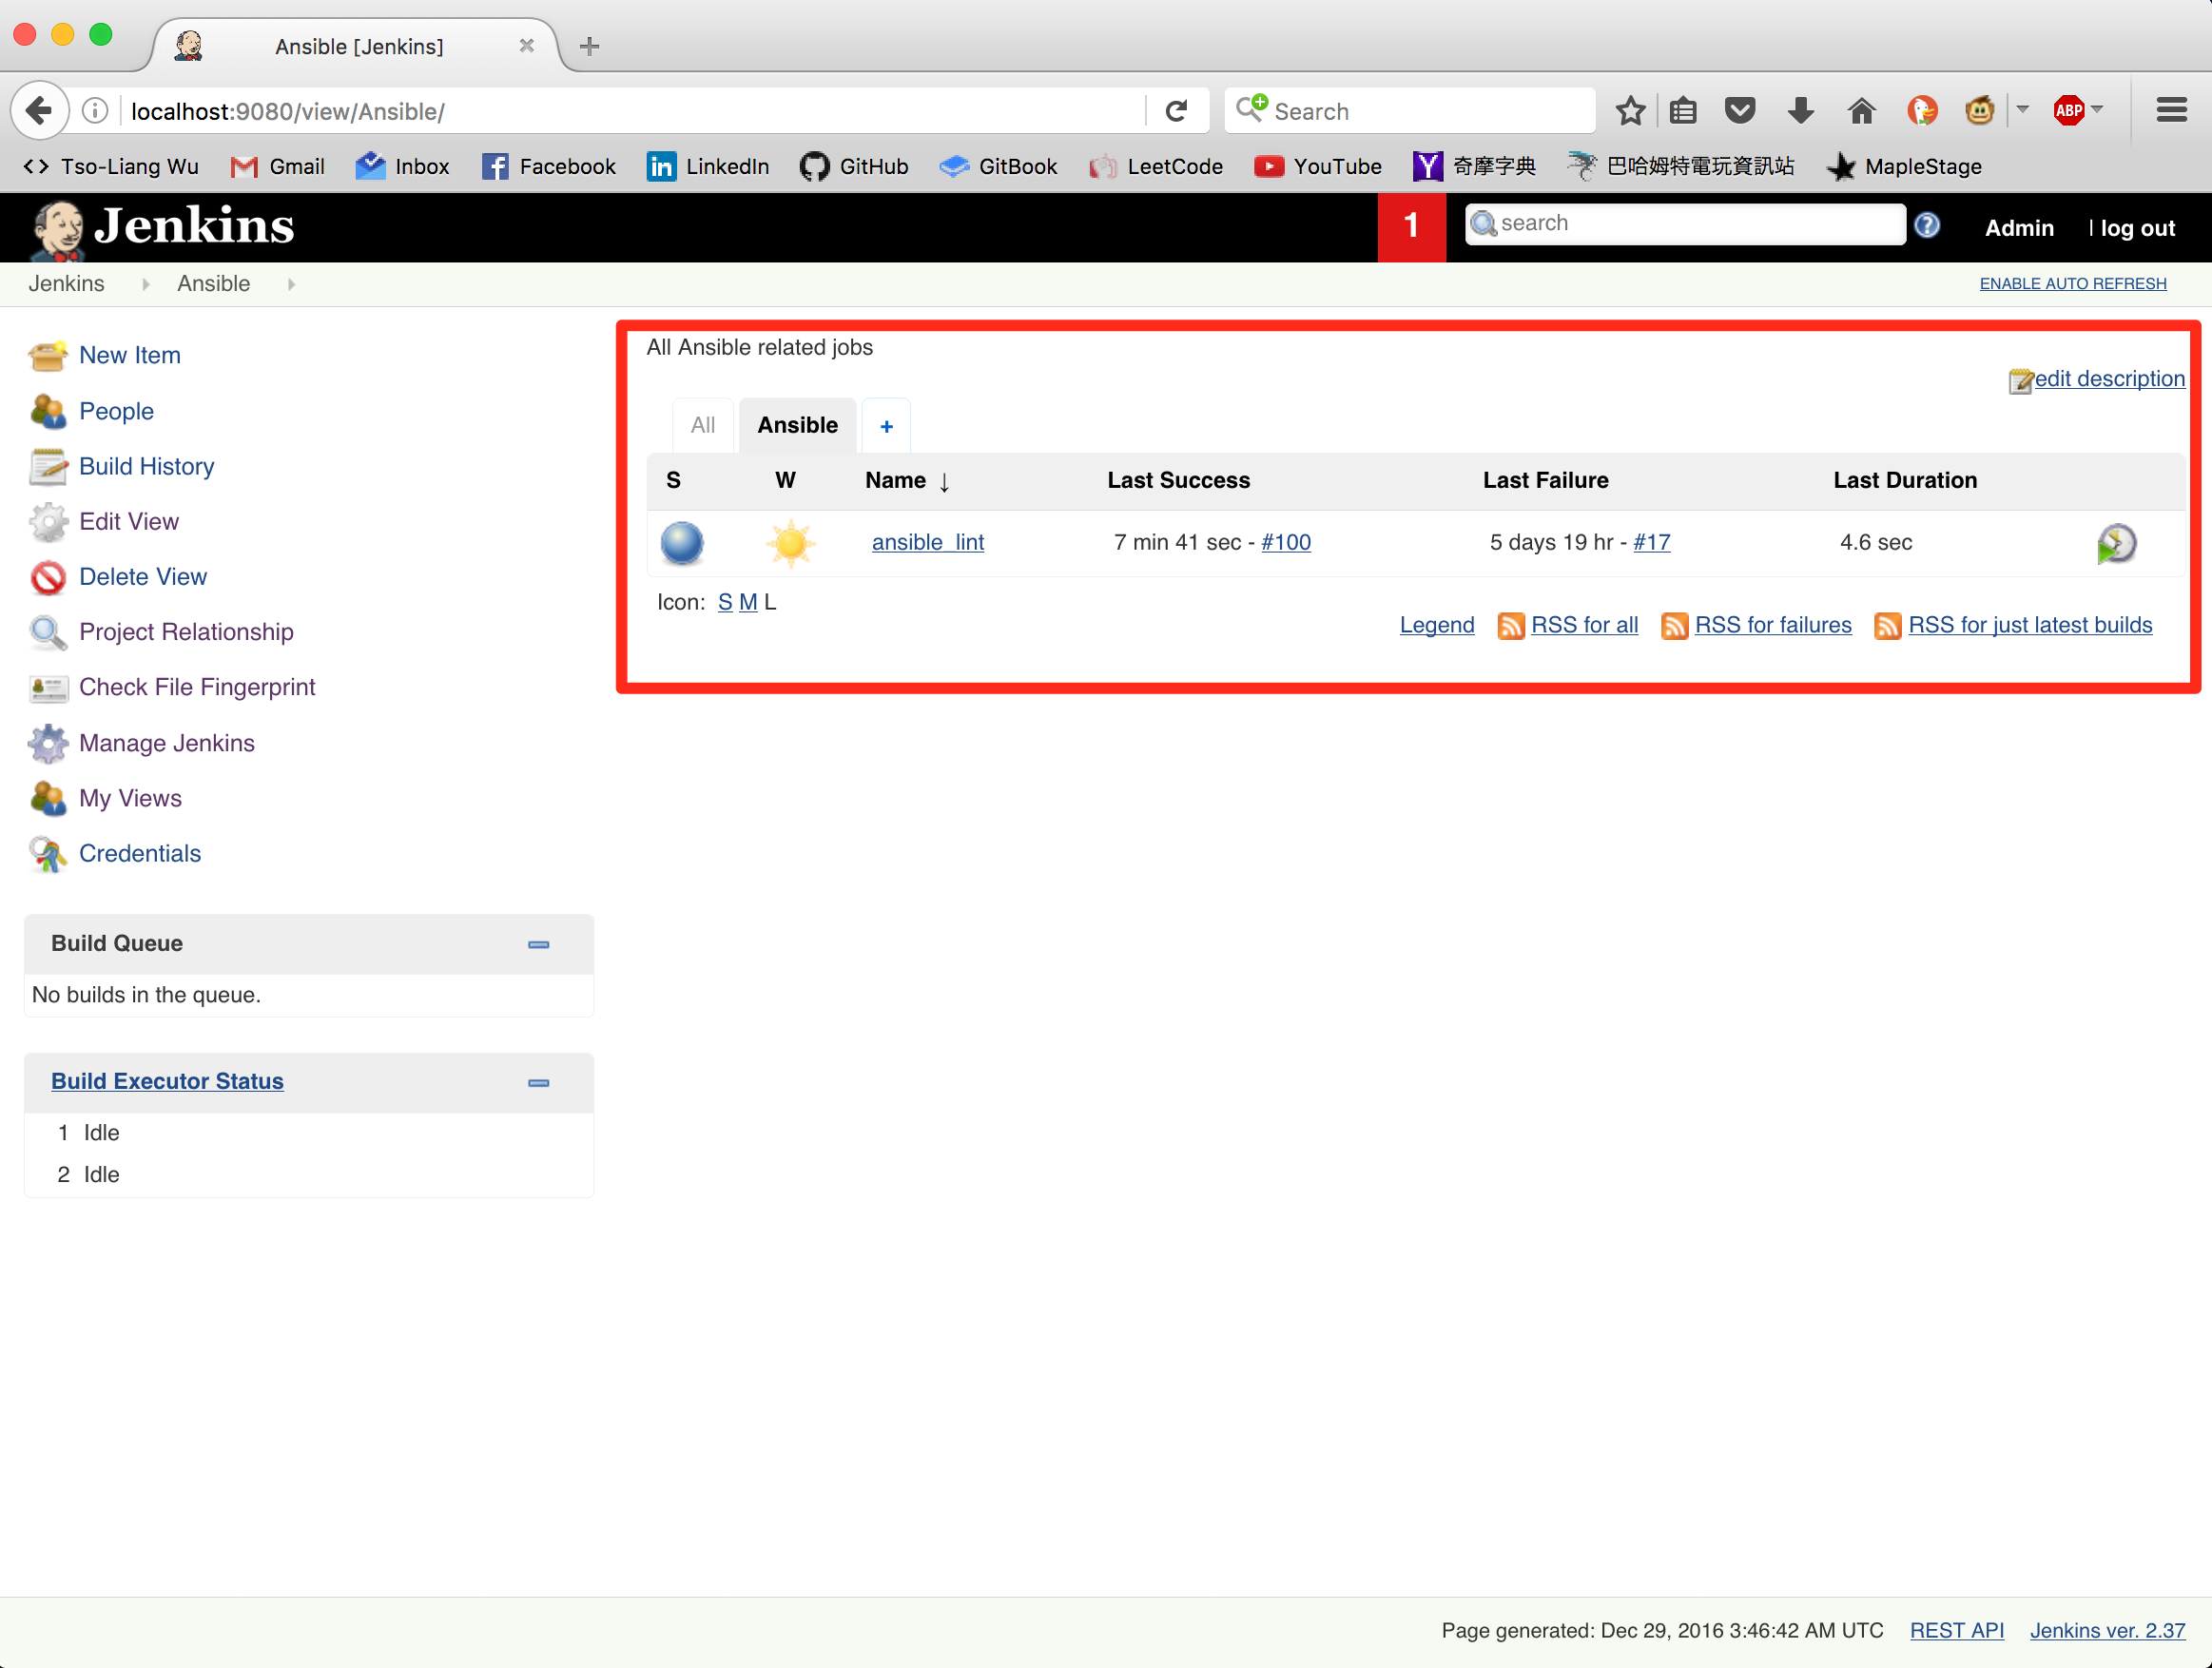 Ansible [Jenkins]
localhost:9080/view/Ansible/
Search
ABP
Tso-Liang Wu Gmail Inbox Facebook LinkedIn GitHub GitBook LeetCode YouTube 奇摩字典 巴哈姆特電玩資訊站 MapleStage
Jenkins
1
search
Admin
| log out
Jenkins Ansible
ENABLE AUTO REFRESH
New Item
People
Build History
Edit View
Delete View
Project Relationship
Check File Fingerprint
Manage Jenkins
My Views
Credentials
Build Queue
No builds in the queue.
Build Executor Status
1 Idle
2 Idle
All Ansible related jobs
edit description
All Ansible +
S W Name ↓ Last Success Last Failure Last Duration
ansible_lint 7 min 41 sec - #100 5 days 19 hr - #17 4.6 sec
Icon: S M L
Legend RSS for all RSS for failures RSS for just latest builds
Page generated: Dec 29, 2016 3:46:42 AM UTC REST API Jenkins ver. 2.37